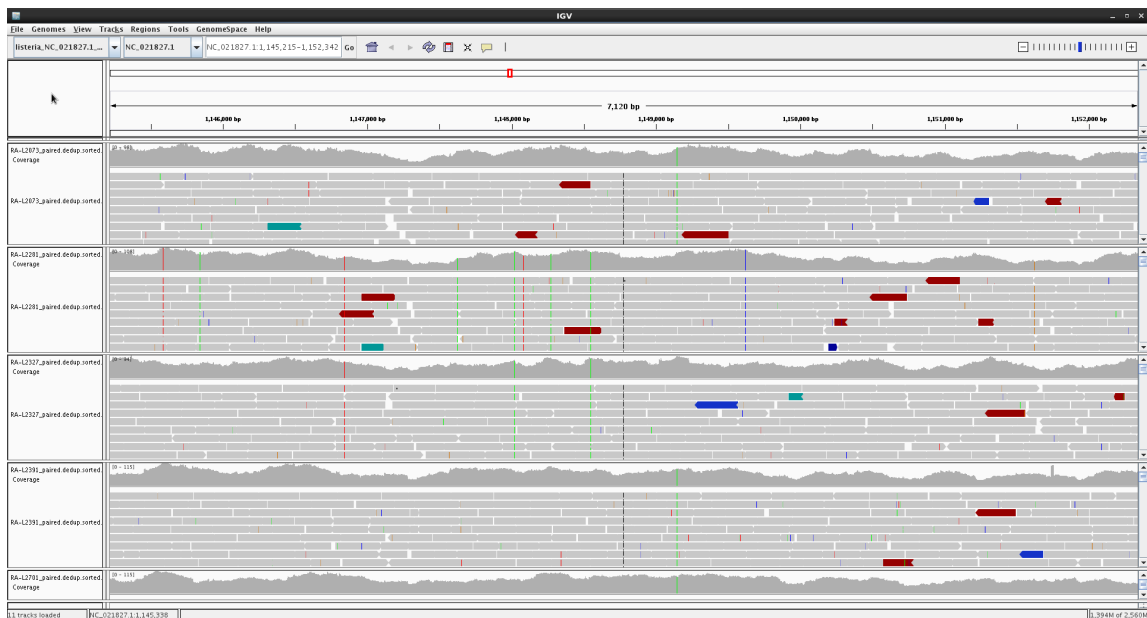 IGV
File Genomes View Tracks Regions Tools GenomeSpace Help
listeria_NC_021827.1_... NC_021827.1 NC_021827.1:1,145,215-1,152,342 Go
7,120 bp
1,146,000 bp 1,147,000 bp 1,148,000 bp 1,149,000 bp 1,150,000 bp 1,151,000 bp 1,152,000 bp
RA-L2073_paired.dedup.sorted.
Coverage
RA-L2073_paired.dedup.sorted.
RA-L2281_paired.dedup.sorted.
Coverage
RA-L2281_paired.dedup.sorted.
RA-L2327_paired.dedup.sorted.
Coverage
RA-L2327_paired.dedup.sorted.
RA-L2391_paired.dedup.sorted.
[0 - 115]
Coverage
RA-L2391_paired.dedup.sorted.
RA-L2701_paired.dedup.sorted.
[0 - 115]
Coverage
11 tracks loaded NC_021827.1:1,145,338 1,394M of 2,560M